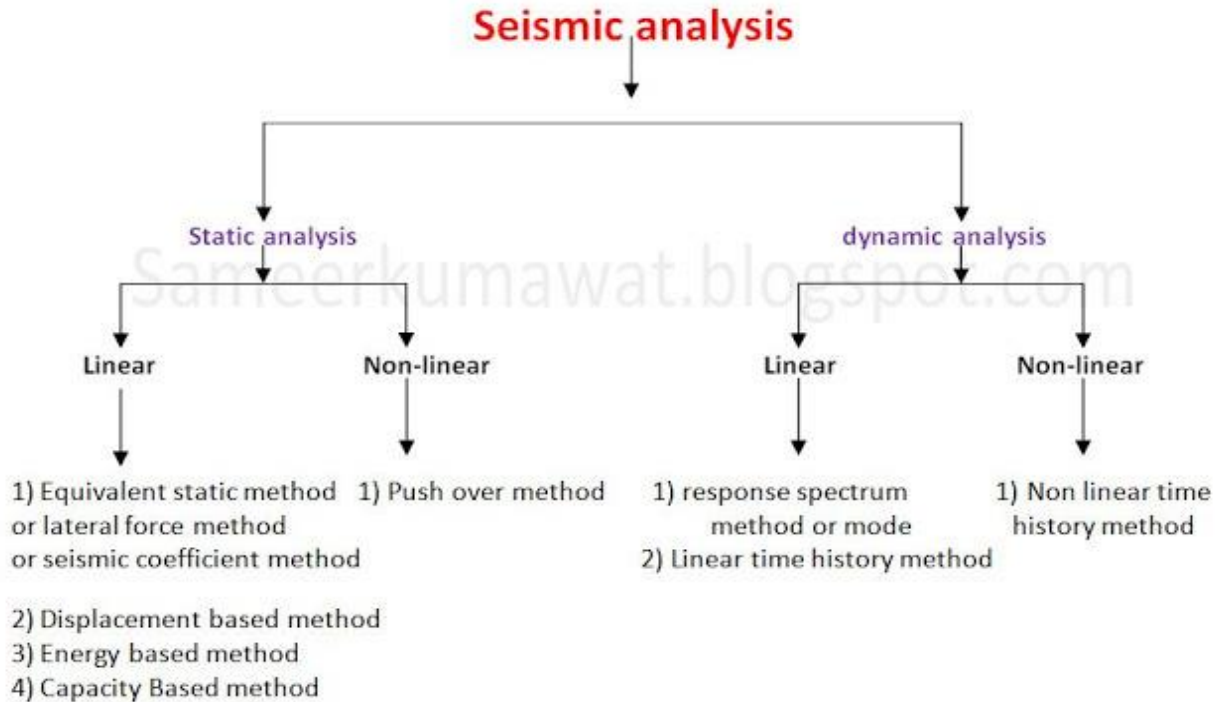 Seismic analysis
Static analysis
dynamic analysis
Sameerkumawat.blogspot.com
Linear
Non-linear
Linear
Non-linear
1) Equivalent static method
or lateral force method
or seismic coefficient method
2) Displacement based method
3) Energy based method
4) Capacity Based method
1) Push over method
1) response spectrum
method or mode
2) Linear time history method
1) Non linear time
history method